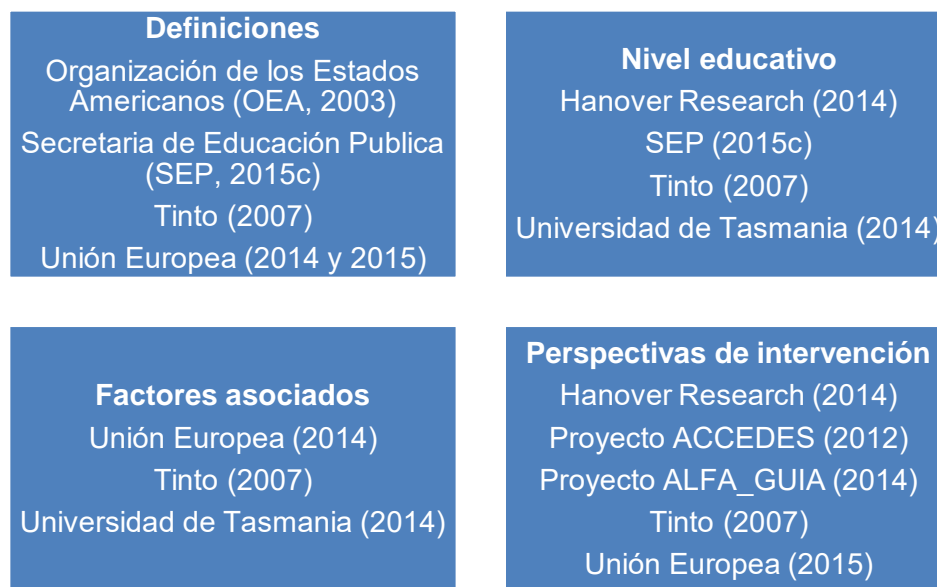 Definiciones
Organización de los Estados
Americanos (OEA, 2003)
Secretaria de Educación Publica
(SEP, 2015c)
Tinto (2007)
Unión Europea (2014 y 2015)
Nivel educativo
Hanover Research (2014)
SEP (2015c)
Tinto (2007)
Universidad de Tasmania (2014)
Factores asociados
Unión Europea (2014)
Tinto (2007)
Universidad de Tasmania (2014)
Perspectivas de intervención
Hanover Research (2014)
Proyecto ACCEDES (2012)
Proyecto ALFA_GUIA (2014)
Tinto (2007)
Unión Europea (2015)